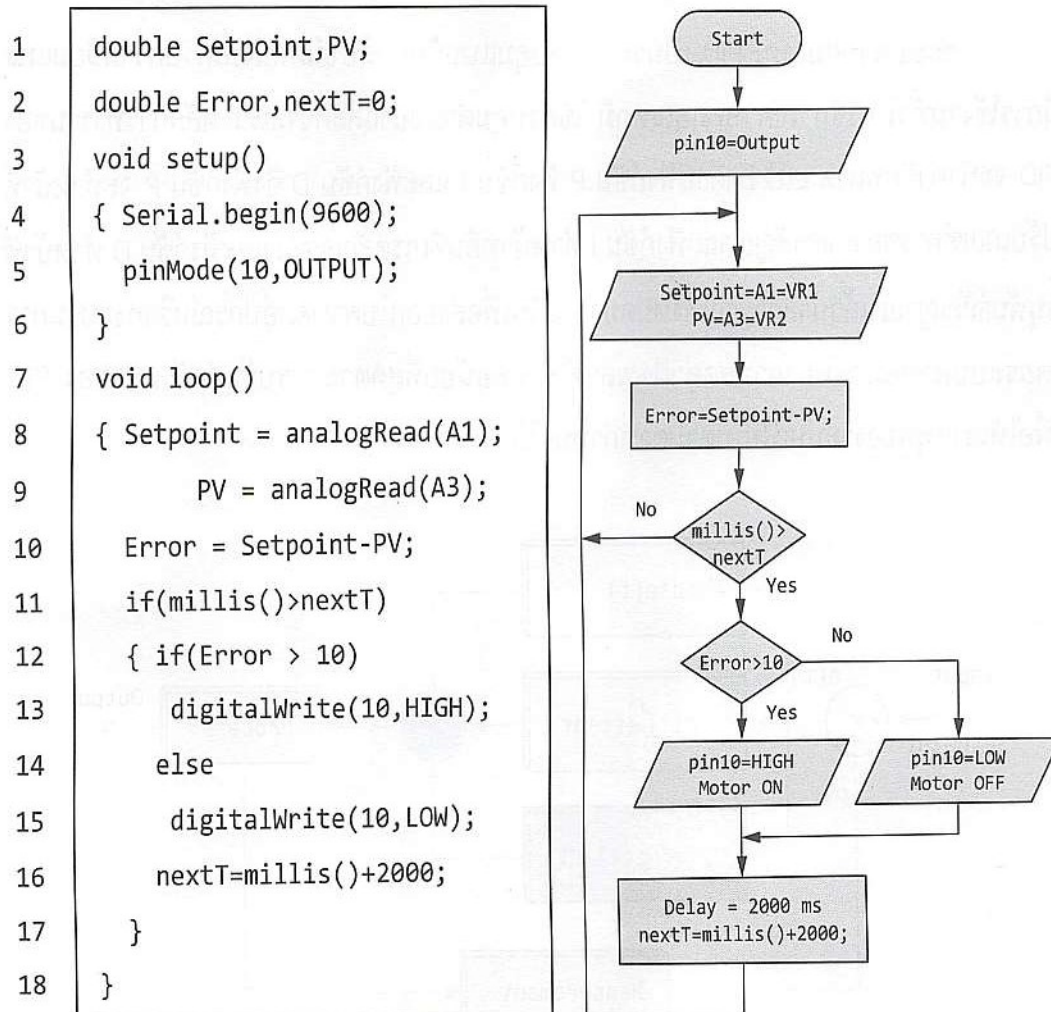 1 double Setpoint,PV;
2 double Error,nextT=0;
3 void setup()
4 { Serial.begin(9600);
5 pinMode(10,OUTPUT);
6 }
7 void loop()
8 { Setpoint = analogRead(A1);
9 PV = analogRead(A3);
10 Error = Setpoint-PV;
11 if(millis()>nextT)
12 { if(Error > 10)
13 digitalWrite(10,HIGH);
14 else
15 digitalWrite(10,LOW);
16 nextT=millis()+2000;
17 }
18 }
Start
pin10=Output
Setpoint=A1=VR1
PV=A3=VR2
Error=Setpoint-PV;
No
millis()>
nextT
Yes
Error>10
No
Yes
pin10=HIGH
Motor ON
pin10=LOW
Motor OFF
Delay = 2000 ms
nextT=millis()+2000;